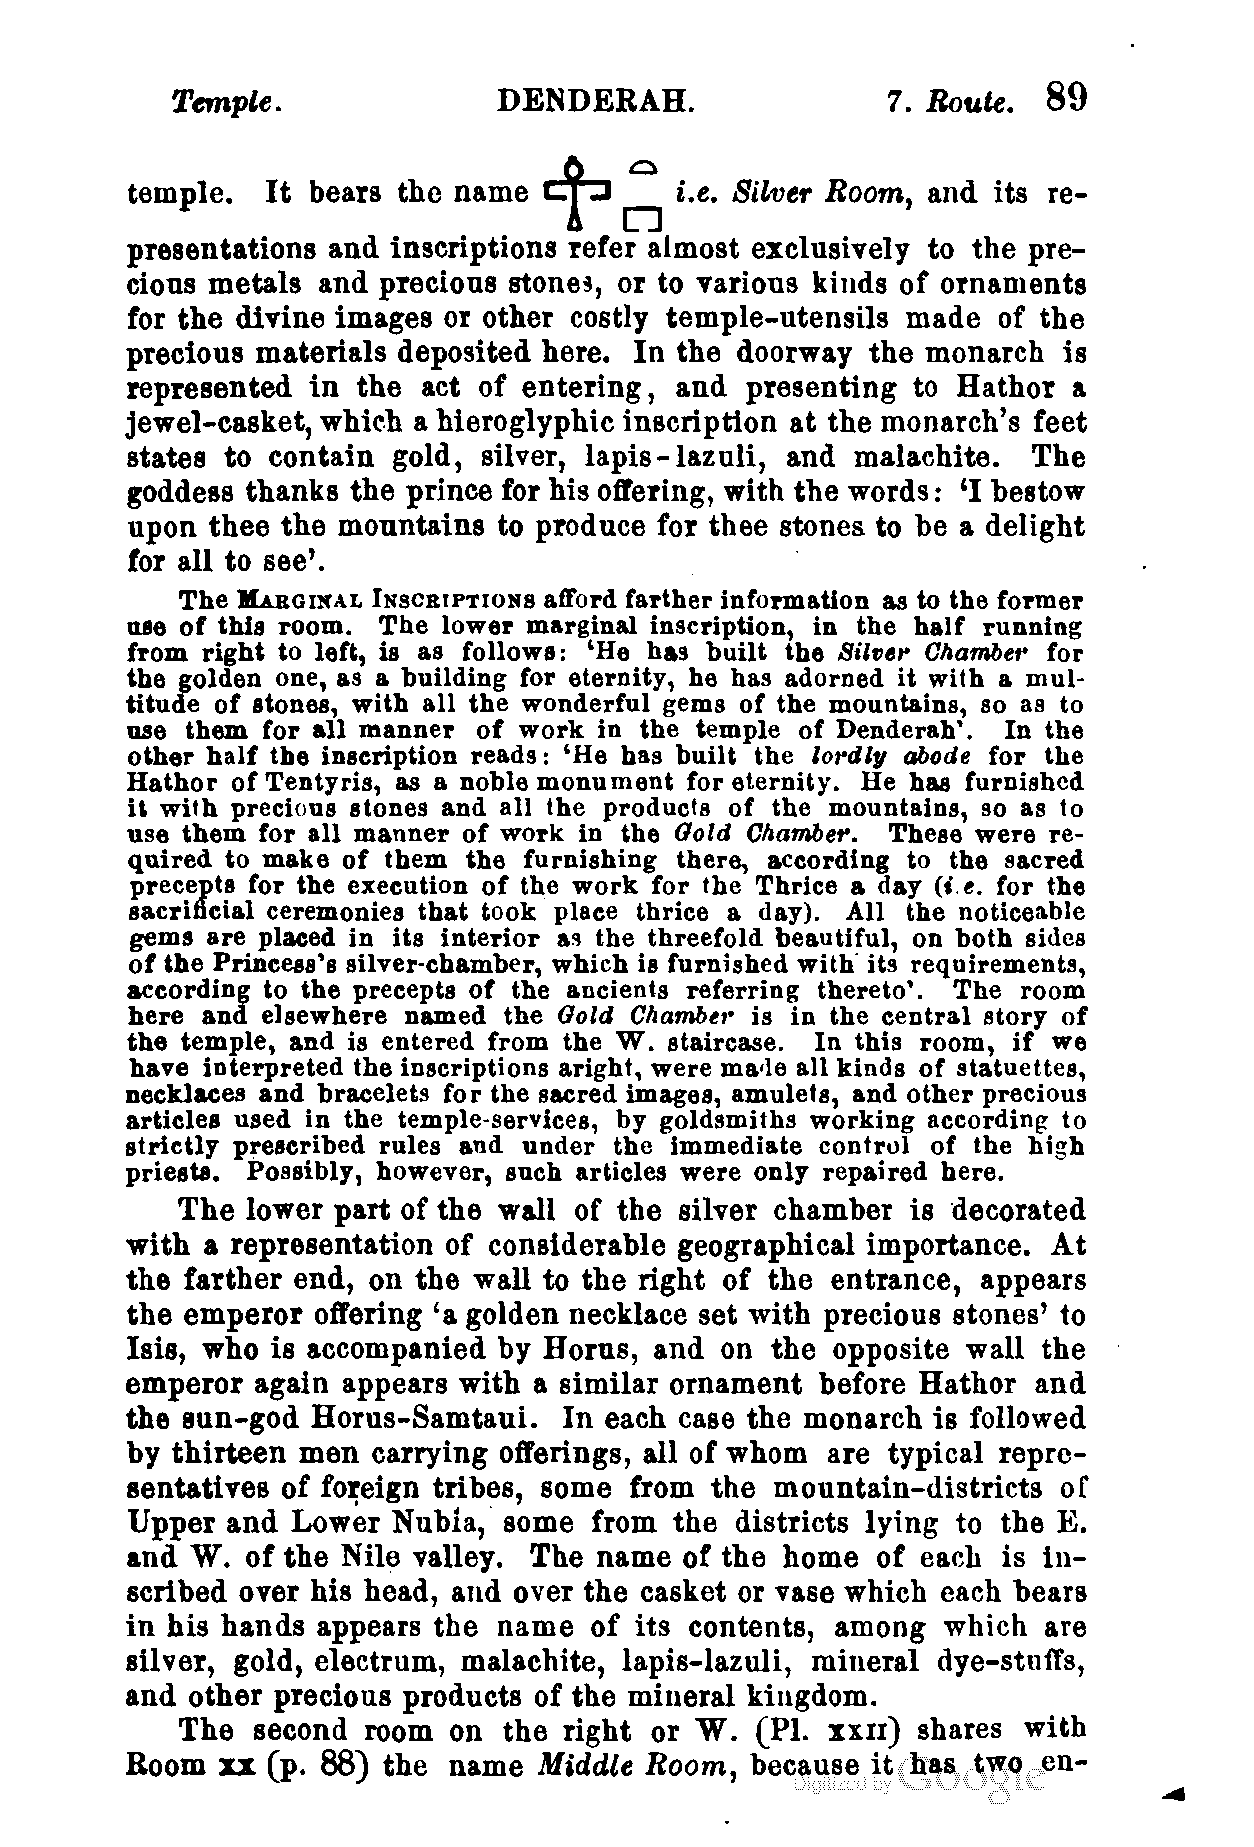 Temple. DENDERAH. 7. Route. 89
temple. It bears the name i.e. Silver Room, and its re-
presentations and inscriptions refer almost exclusively to the pre-
cious metals and precious stones, or to various kinds of ornaments
for the divine images or other costly temple-utensils made of the
precious materials deposited here. In the doorway the monarch is
represented in the act of entering, and presenting to Hathor a
jewel-casket, which a hieroglyphic inscription at the monarch's feet
states to contain gold, silver, lapis-lazuli, and malachite. The
goddess thanks the prince for his offering, with the words: 'I bestow
upon thee the mountains to produce for thee stones to be a delight
for all to see'.
The MARGINAL INSCRIPTIONS afford farther information as to the former
use of this room. The lower marginal inscription, in the half running
from right to left, is as follows: 'He has built the Silver Chamber for
the golden one, as a building for eternity, he has adorned it with a mul-
titude of stones, with all the wonderful gems of the mountains, so as to
use them for all manner of work in the temple of Denderah'. In the
other half the inscription reads: 'He has built the lordly abode for the
Hathor of Tentyris, as a noble monument for eternity. He has furnished
it with precious stones and all the products of the mountains, so as to
use them for all manner of work in the Gold Chamber. These were re-
quired to make of them the furnishing there, according to the sacred
precepts for the execution of the work for the Thrice a day (i.e. for the
sacrificial ceremonies that took place thrice a day). All the noticeable
gems are placed in its interior as the threefold beautiful, on both sides
of the Princess's silver-chamber, which is furnished with its requirements,
according to the precepts of the ancients referring thereto'. The room
here and elsewhere named the Gold Chamber is in the central story of
the temple, and is entered from the W. staircase. In this room, if we
have interpreted the inscriptions aright, were made all kinds of statuettes,
necklaces and bracelets for the sacred images, amulets, and other precious
articles used in the temple-services, by goldsmiths working according to
strictly prescribed rules and under the immediate control of the high
priests. Possibly, however, such articles were only repaired here.
The lower part of the wall of the silver chamber is decorated
with a representation of considerable geographical importance. At
the farther end, on the wall to the right of the entrance, appears
the emperor offering 'a golden necklace set with precious stones' to
Isis, who is accompanied by Horus, and on the opposite wall the
emperor again appears with a similar ornament before Hathor and
the sun-god Horus-Samtaui. In each case the monarch is followed
by thirteen men carrying offerings, all of whom are typical repre-
sentatives of foreign tribes, some from the mountain-districts of
Upper and Lower Nubia, some from the districts lying to the E.
and W. of the Nile valley. The name of the home of each is in-
scribed over his head, and over the casket or vase which each bears
in his hands appears the name of its contents, among which are
silver, gold, electrum, malachite, lapis-lazuli, mineral dye-stuffs,
and other precious products of the mineral kingdom.
The second room on the right or W. (Pl. XXII) shares with
Room XX (p. 88) the name Middle Room, because it has two en-
Digitized by Google